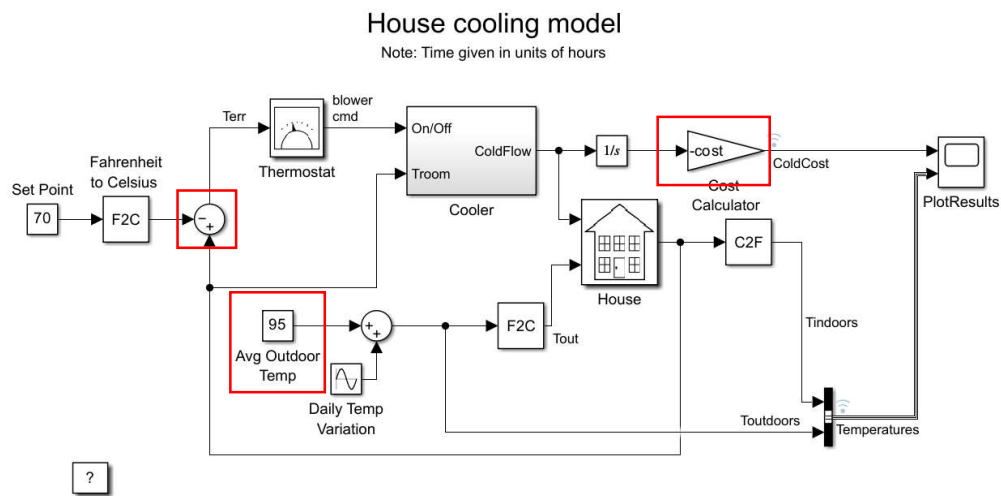 House cooling model
Note: Time given in units of hours
Terr
blower
cmd
Thermostat
On/Off
Troom
ColdFlow
Cooler
1/s
-cost
ColdCost
Cost
Calculator
PlotResults
Fahrenheit
to Celsius
Set Point
70
F2C
−
+
House
C2F
Tindoors
95
Avg Outdoor
Temp
+
+
F2C
Tout
Daily Temp
Variation
Toutdoors
Temperatures
?